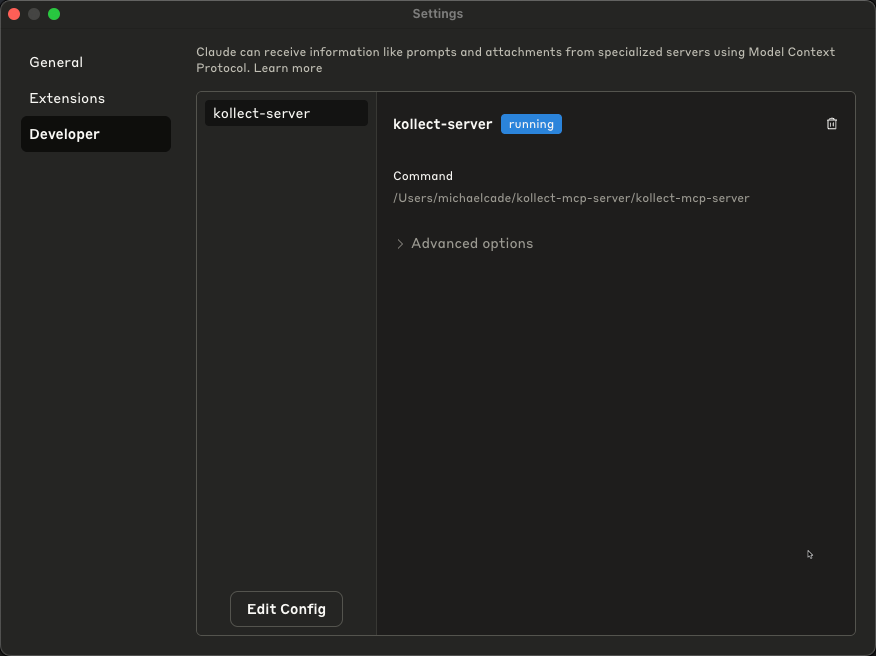 Settings
General
Extensions
Developer
Claude can receive information like prompts and attachments from specialized servers using Model Context
Protocol. Learn more
kollect-server
kollect-server running
Command
/Users/michaelcade/kollect-mcp-server/kollect-mcp-server
Advanced options
Edit Config